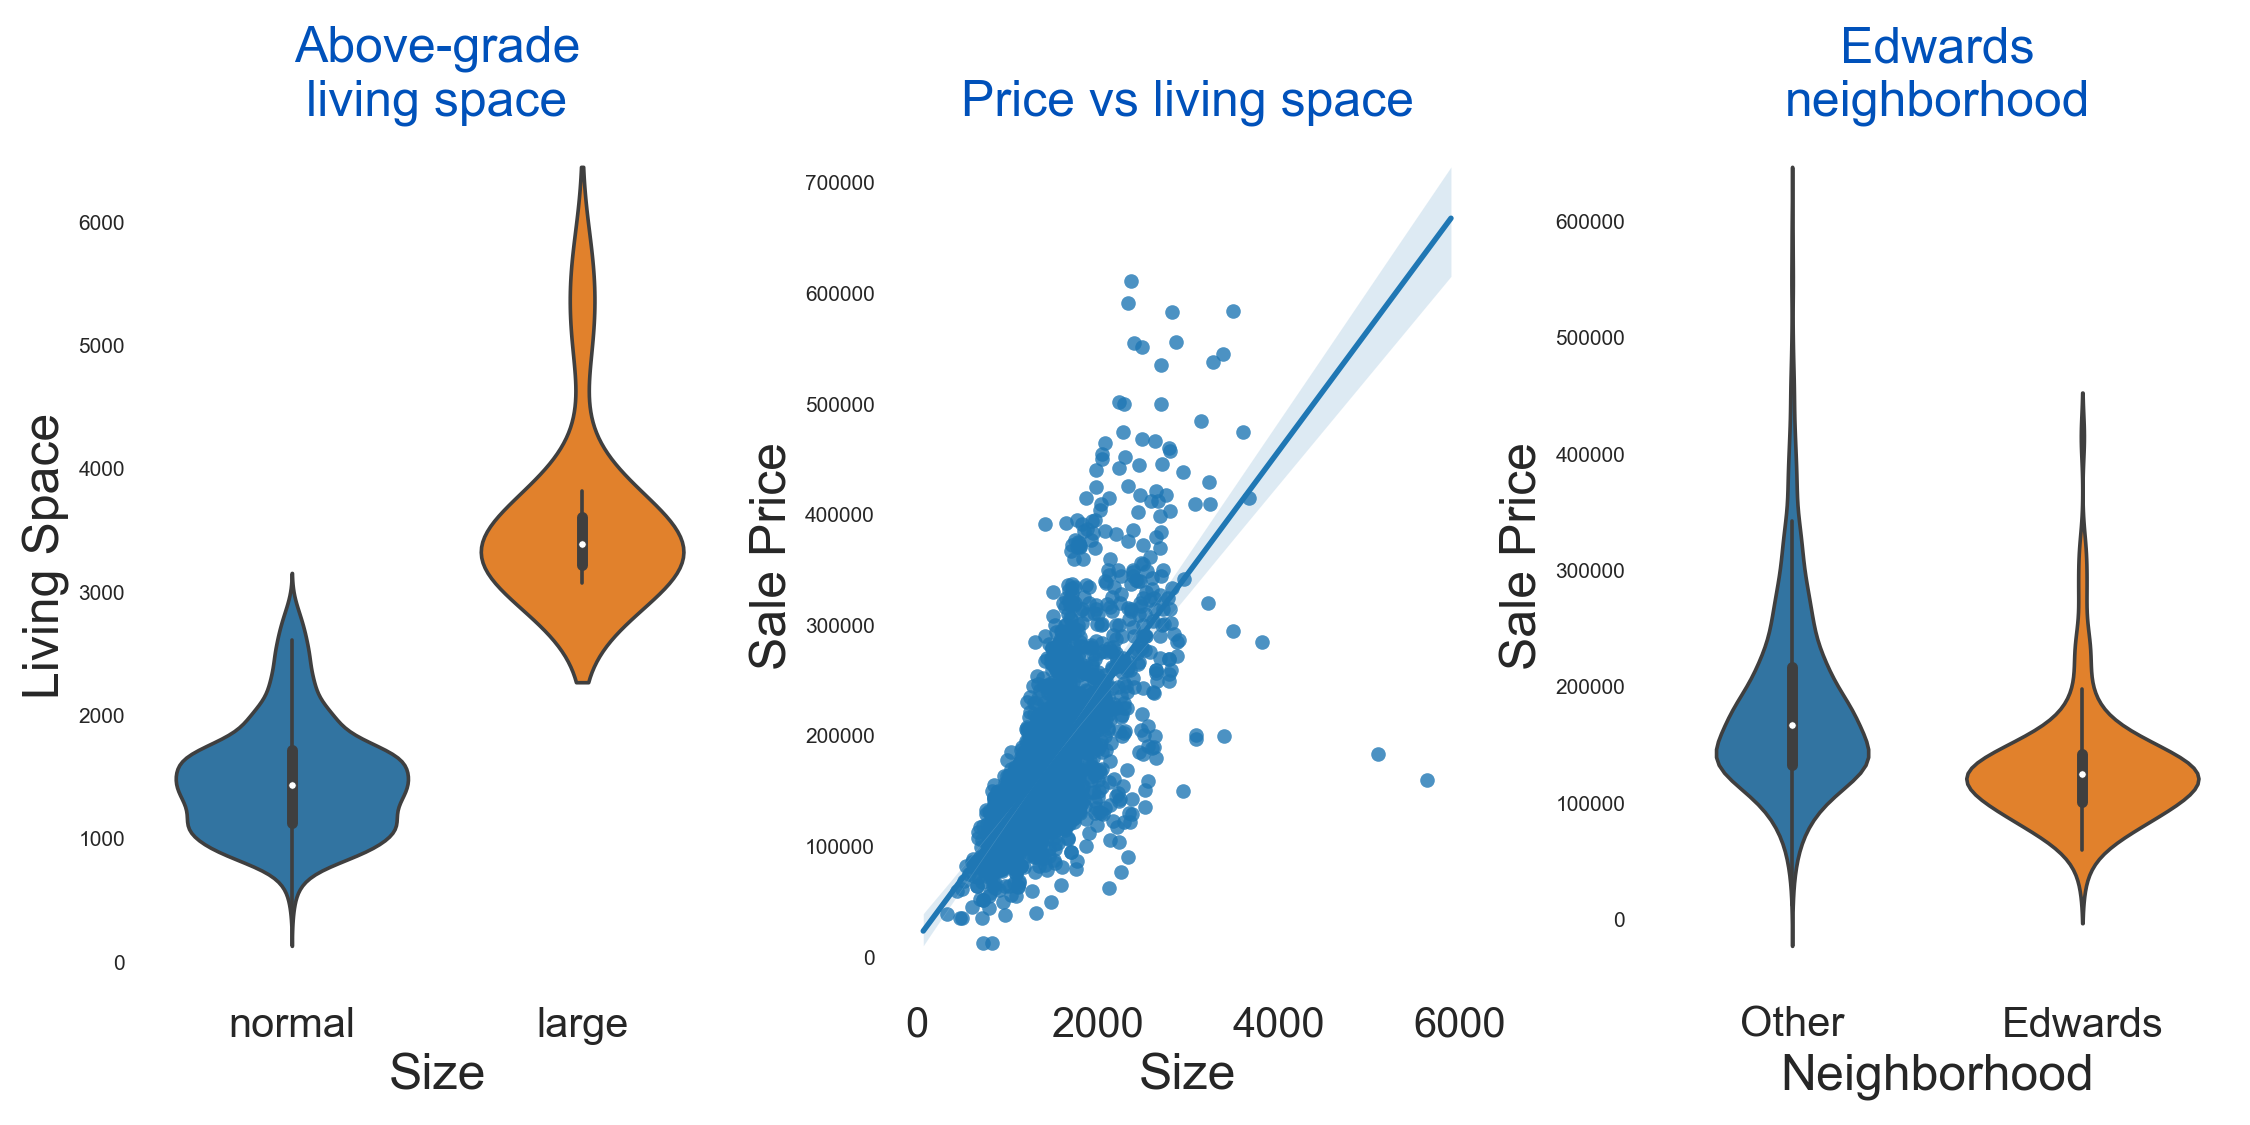 Above-grade
living space
Living Space
6000
5000
4000
3000
2000
1000
0
normal large
Size
Price vs living space
Sale Price
700000
600000
500000
400000
300000
200000
100000
0
0 2000 4000 6000
Size
Edwards
neighborhood
Sale Price
600000
500000
400000
300000
200000
100000
0
Other Edwards
Neighborhood